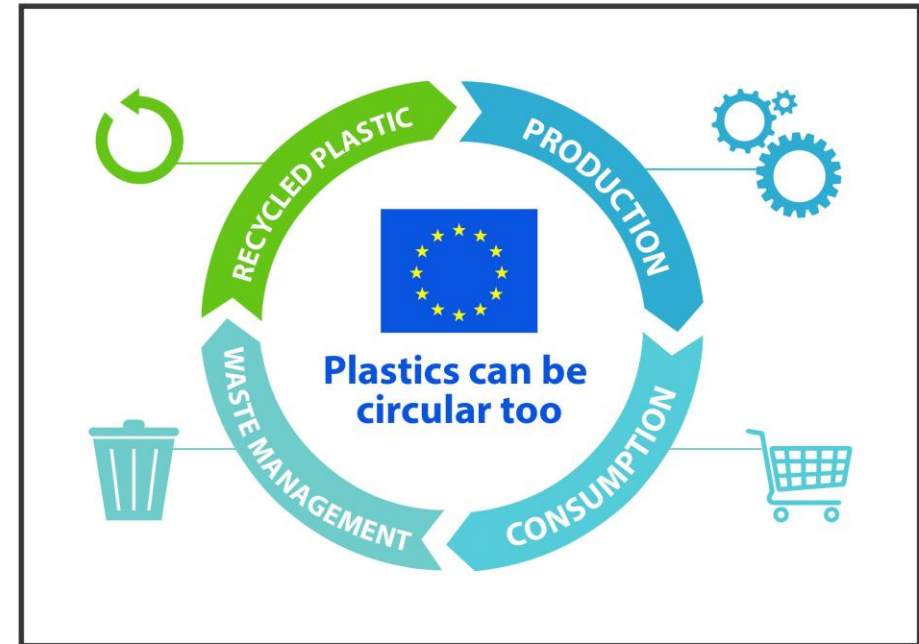 RECYCLED PLASTIC
PRODUCTION
Plastics can be
circular too
WASTE MANAGEMENT
CONSUMPTION